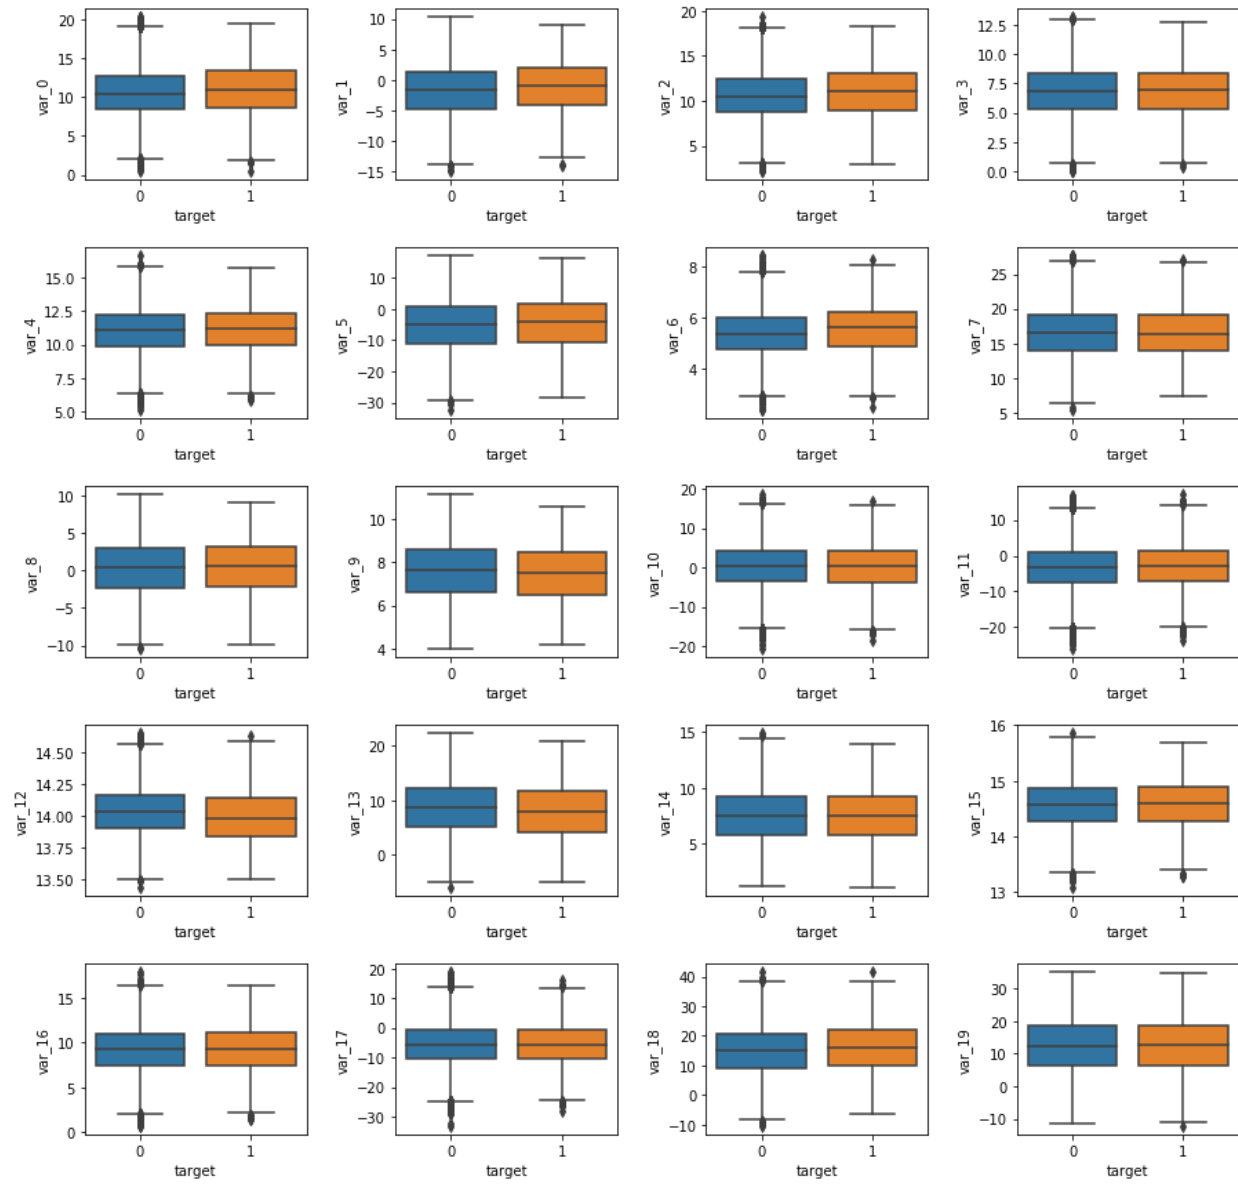 var_0
20
15
10
5
0
0 1
target
var_1
10
5
0
−5
−10
−15
0 1
target
var_2
20
15
10
5
0 1
target
var_3
12.5
10.0
7.5
5.0
2.5
0.0
0 1
target
var_4
15.0
12.5
10.0
7.5
5.0
0 1
target
var_5
10
0
−10
−20
−30
0 1
target
var_6
8
6
4
0 1
target
var_7
25
20
15
10
5
0 1
target
var_8
10
5
0
−5
−10
0 1
target
var_9
10
8
6
4
0 1
target
var_10
20
10
0
−10
−20
0 1
target
var_11
10
0
−10
−20
0 1
target
var_12
14.50
14.25
14.00
13.75
13.50
0 1
target
var_13
20
10
0
0 1
target
var_14
15
10
5
0 1
target
var_15
16
15
14
13
0 1
target
var_16
15
10
5
0
0 1
target
var_17
20
10
0
−10
−20
−30
0 1
target
var_18
40
30
20
10
0
−10
0 1
target
var_19
30
20
10
0
−10
0 1
target